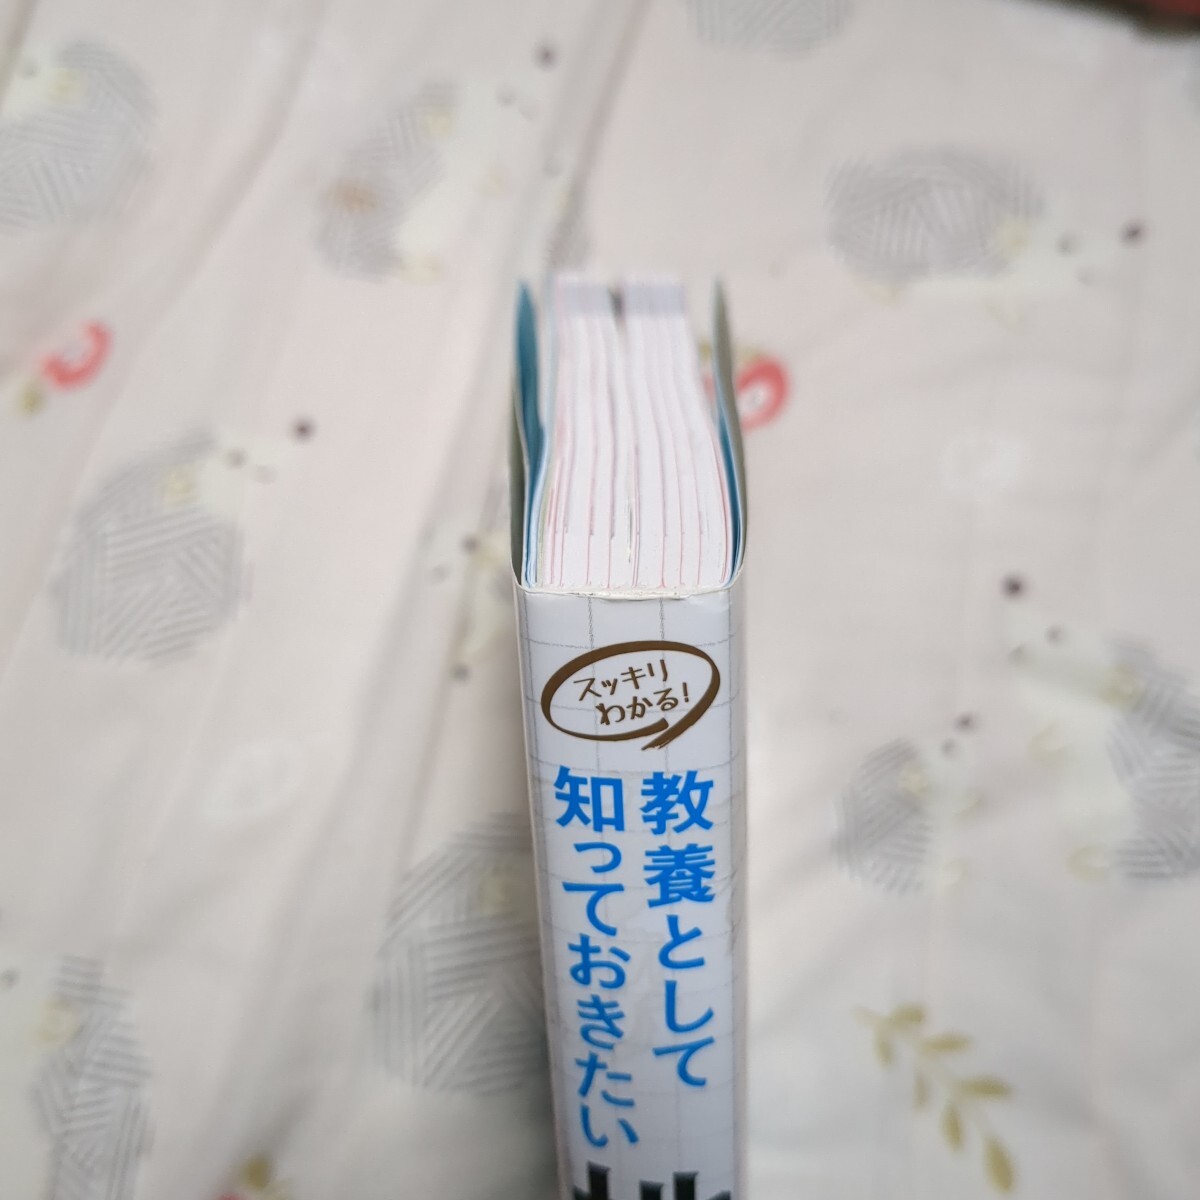 スッキリ
わかる!
教養として
知っておきたい